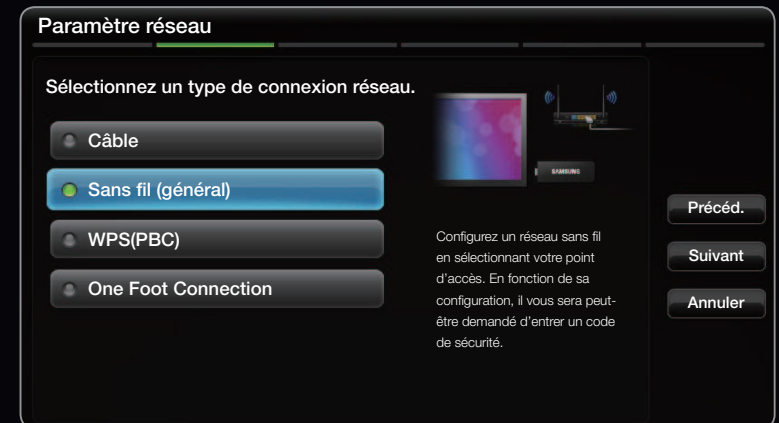 Paramètre réseau
Sélectionnez un type de connexion réseau.
Câble
Sans fil (général)
WPS(PBC)
One Foot Connection
SAMSUNG
Configurez un réseau sans fil
en sélectionnant votre point
d'accès. En fonction de sa
configuration, il vous sera peut-
être demandé d'entrer un code
de sécurité.
Précéd.
Suivant
Annuler